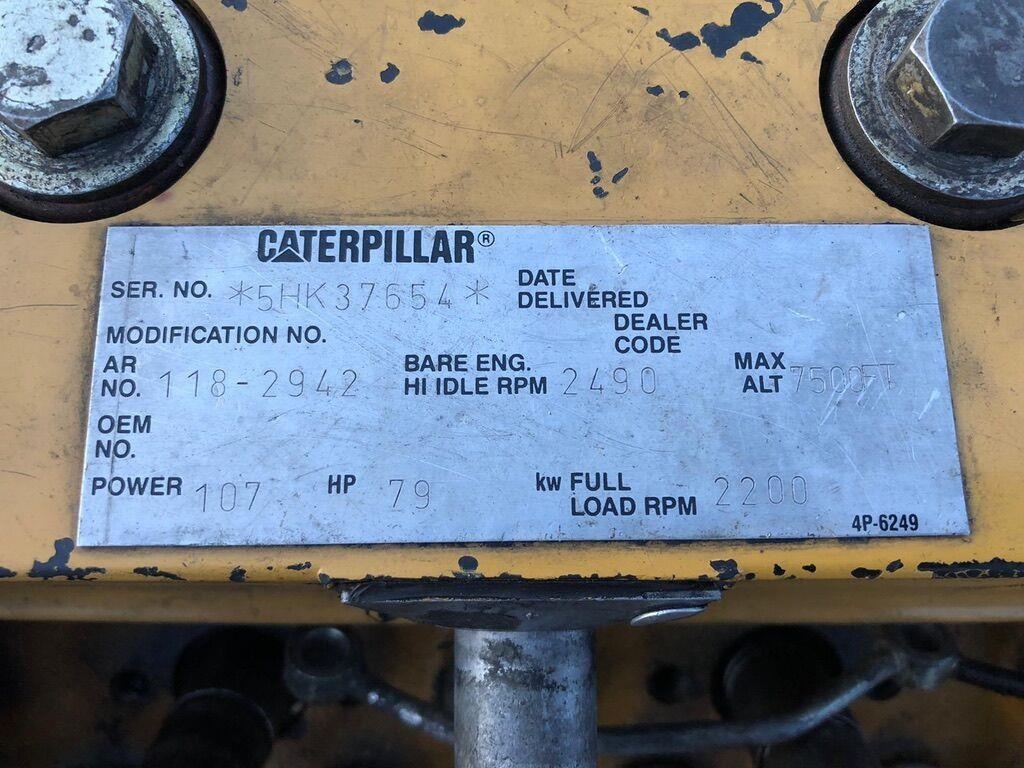 CATERPILLAR®
SER. NO. *5HK37654* DATE DELIVERED
MODIFICATION NO. DEALER CODE
AR NO. 118-2942 BARE ENG. HI IDLE RPM 2490 MAX ALT 7500FT
OEM NO.
POWER 107 HP 79 kw FULL LOAD RPM 2200
4P-6249